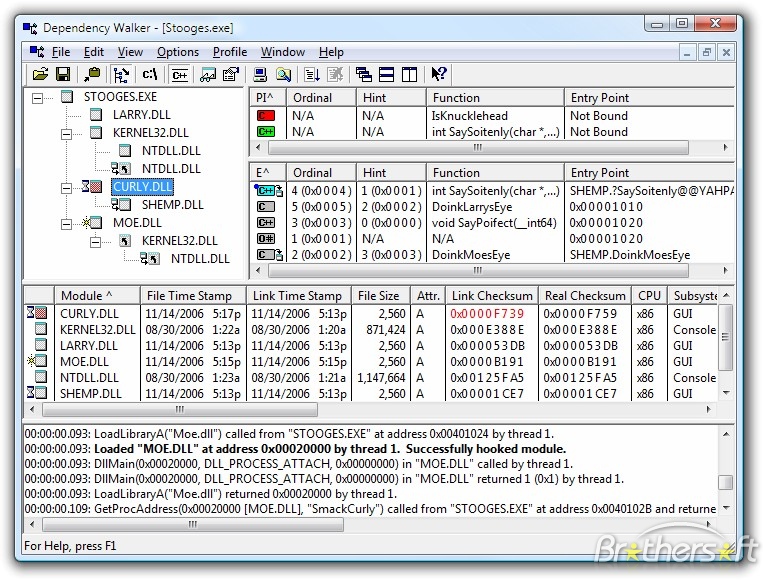 Dependency Walker - [Stooges.exe]
File Edit View Options Profile Window Help
c:\ C++
STOOGES.EXE
LARRY.DLL
KERNEL32.DLL
NTDLL.DLL
NTDLL.DLL
CURLY.DLL
SHEMP.DLL
MOE.DLL
KERNEL32.DLL
NTDLL.DLL
PI^ Ordinal Hint Function Entry Point
C N/A N/A IsKnucklehead Not Bound
C++ N/A N/A int SaySoitenly(char *,... Not Bound
E^ Ordinal Hint Function Entry Point
C++ 4 (0x0004) 1 (0x0001) int SaySoitenly(char *,...) SHEMP.?SaySoitenly@@YAHPA
C 5 (0x0005) 2 (0x0002) DoinkLarrysEye 0x00001010
C++ 3 (0x0003) 0 (0x0000) void SayPoifect(__int64) 0x00001020
O# 1 (0x0001) N/A N/A 0x00001020
C 2 (0x0002) 3 (0x0003) DoinkMoesEye SHEMP.DoinkMoesEye
Module ^ File Time Stamp Link Time Stamp File Size Attr. Link Checksum Real Checksum CPU Subsyste
CURLY.DLL 11/14/2006 5:17p 11/14/2006 5:13p 2,560 A 0x0000F739 0x0000F759 x86 GUI
KERNEL32.DLL 08/30/2006 1:22a 08/30/2006 1:20a 871,424 A 0x000E388E 0x000E388E x86 Console
LARRY.DLL 11/14/2006 5:13p 11/14/2006 5:13p 2,560 A 0x000053DB 0x000053DB x86 GUI
MOE.DLL 11/14/2006 5:15p 11/14/2006 5:15p 2,560 A 0x0000B191 0x0000B191 x86 GUI
NTDLL.DLL 08/30/2006 1:23a 08/30/2006 1:21a 1,147,664 A 0x00125FA5 0x00125FA5 x86 Console
SHEMP.DLL 11/14/2006 5:13p 11/14/2006 5:13p 2,560 A 0x00001CE7 0x00001CE7 x86 GUI
00:00:00.093: LoadLibraryA("Moe.dll") called from "STOOGES.EXE" at address 0x00401024 by thread 1.
00:00:00.093: Loaded "MOE.DLL" at address 0x00020000 by thread 1. Successfully hooked module.
00:00:00.093: DllMain(0x00020000, DLL_PROCESS_ATTACH, 0x00000000) in "MOE.DLL" called by thread 1.
00:00:00.093: DllMain(0x00020000, DLL_PROCESS_ATTACH, 0x00000000) in "MOE.DLL" returned 1 (0x1) by thread 1.
00:00:00.093: LoadLibraryA("Moe.dll") returned 0x00020000 by thread 1.
00:00:00.109: GetProcAddress(0x00020000 [MOE.DLL], "SmackCurly") called from "STOOGES.EXE" at address 0x0040102B and returne
For Help, press F1
Br thers ft